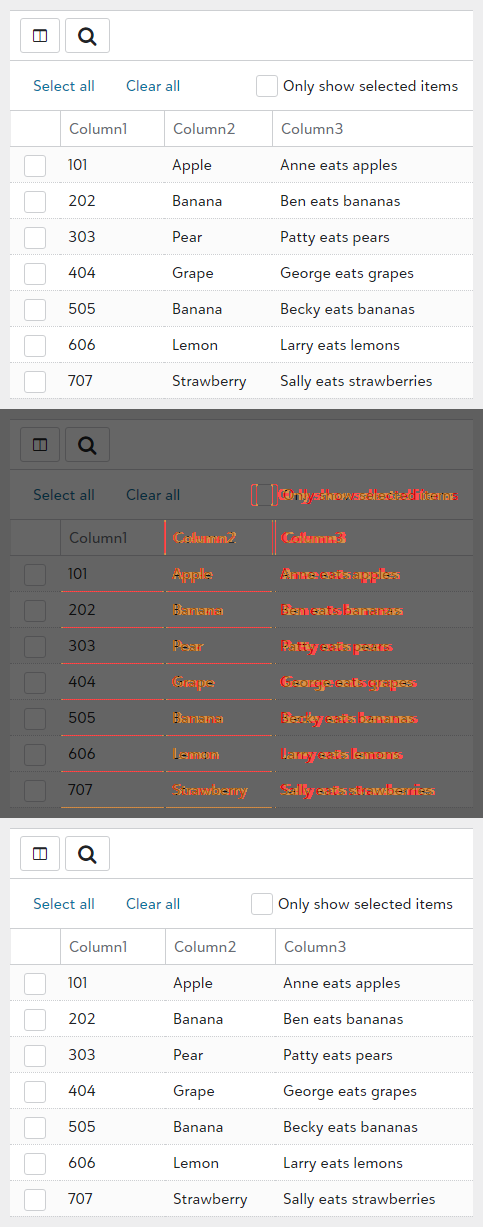 Select all Clear all Only show selected items
Column1 Column2 Column3
101 Apple Anne eats apples
202 Banana Ben eats bananas
303 Pear Patty eats pears
404 Grape George eats grapes
505 Banana Becky eats bananas
606 Lemon Larry eats lemons
707 Strawberry Sally eats strawberries
Select all Clear all Only show selected items
Column1 Column2 Column3
101 Apple Anne eats apples
202 Banana Ben eats bananas
303 Pear Patty eats pears
404 Grape George eats grapes
505 Banana Becky eats bananas
606 Lemon Larry eats lemons
707 Strawberry Sally eats strawberries
Select all Clear all Only show selected items
Column1 Column2 Column3
101 Apple Anne eats apples
202 Banana Ben eats bananas
303 Pear Patty eats pears
404 Grape George eats grapes
505 Banana Becky eats bananas
606 Lemon Larry eats lemons
707 Strawberry Sally eats strawberries